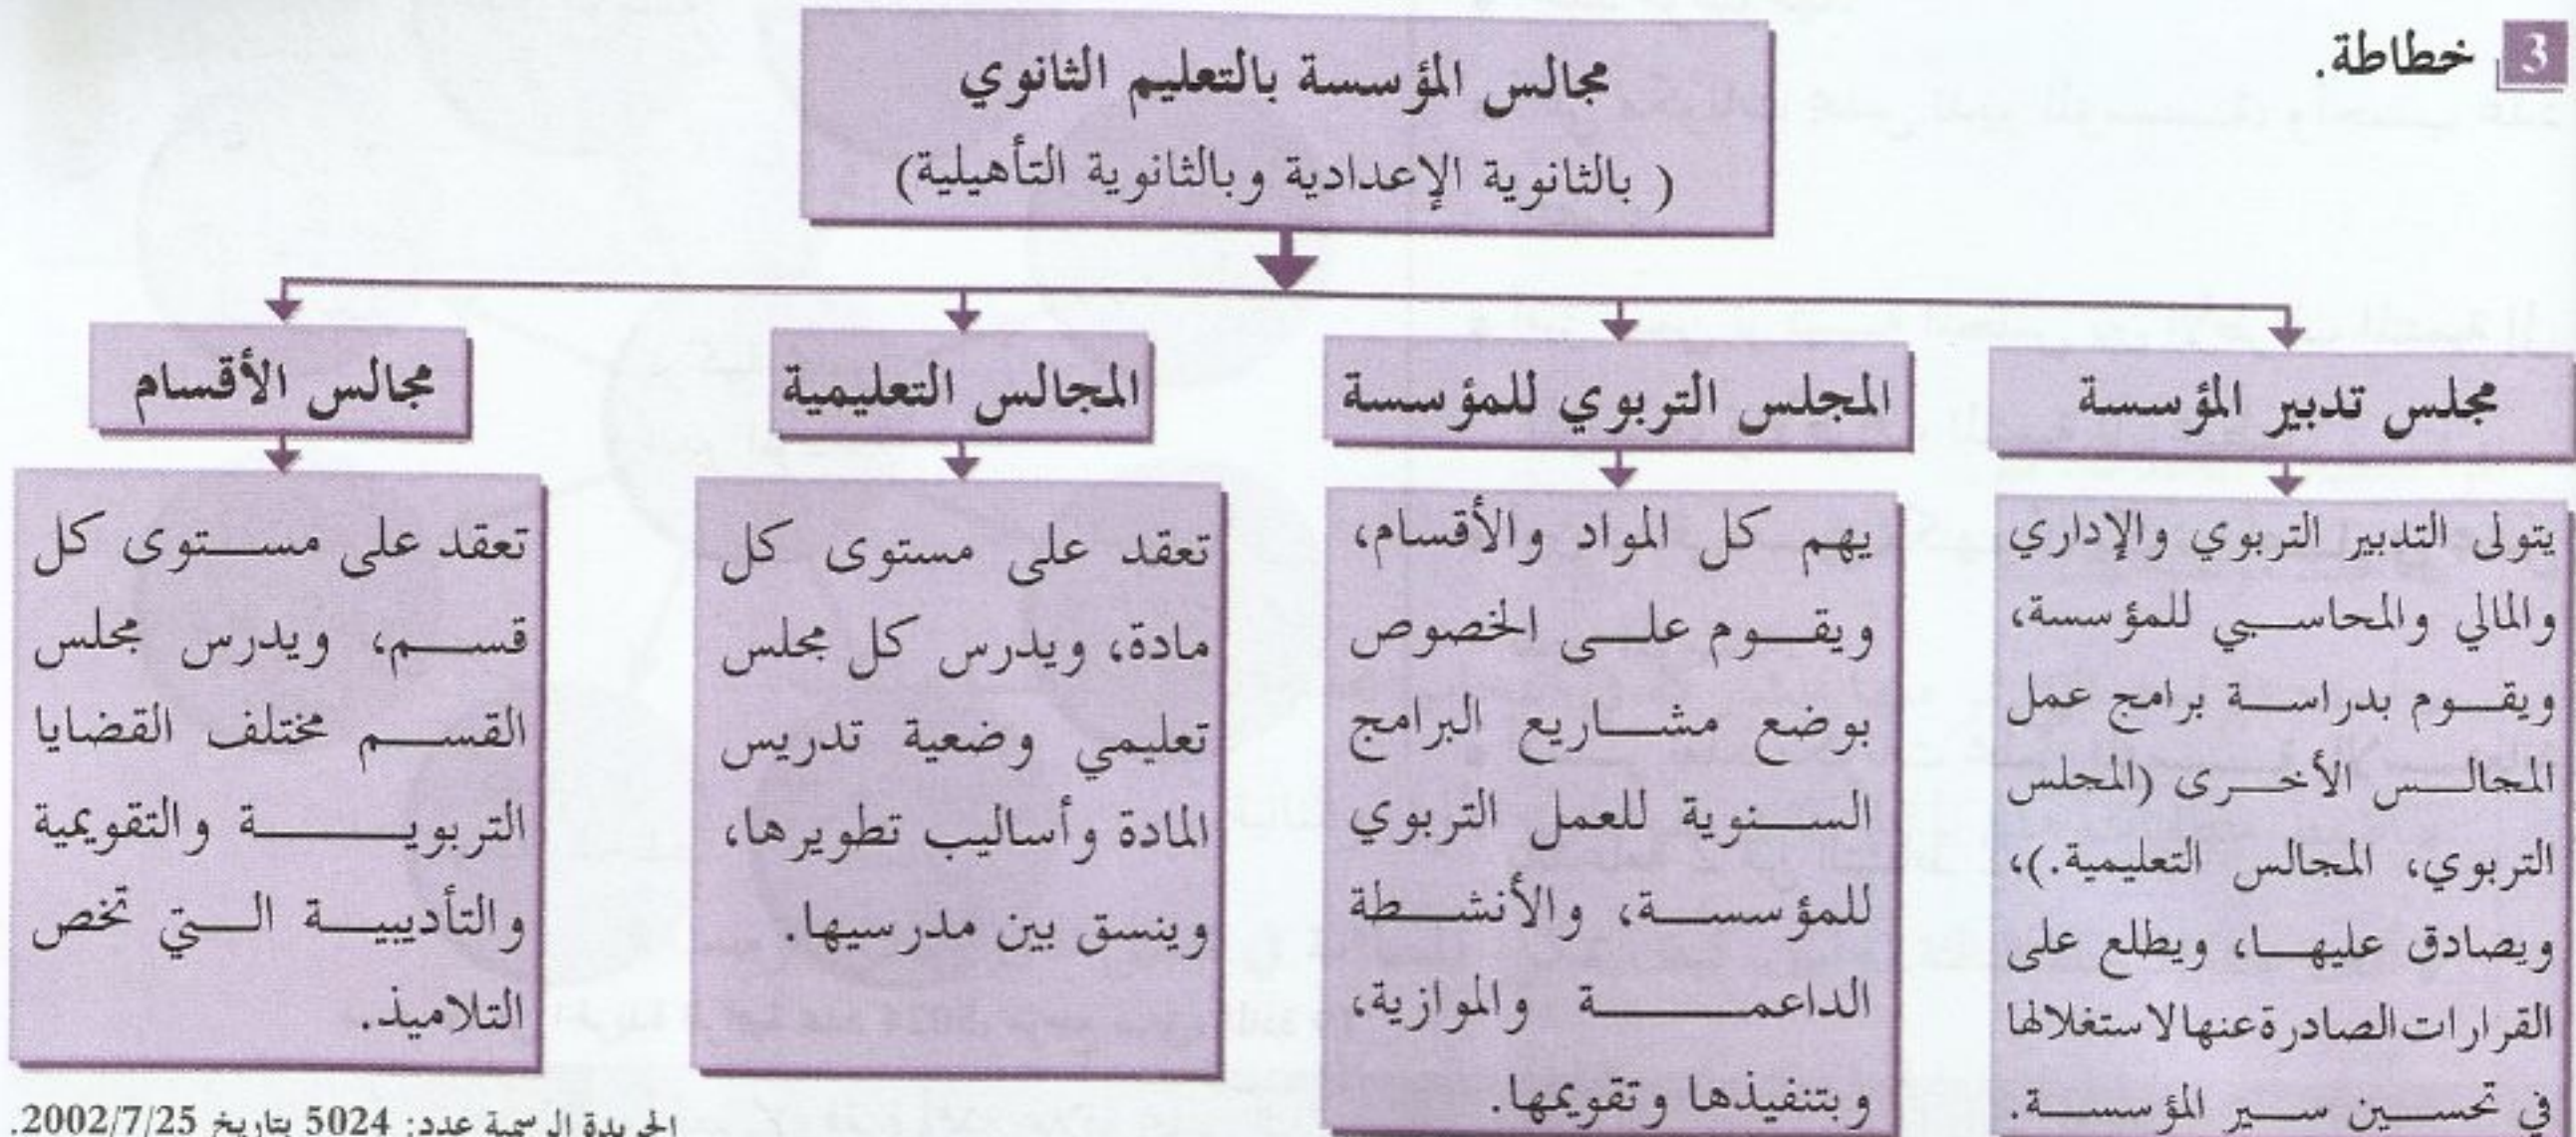 3 خطاطة.
مجالس المؤسسة بالتعليم الثانوي
( بالثانوية الإعدادية وبالثانوية التأهيلية)
مجلس تدبير المؤسسة
يتولى التدبير التربوي والإداري
والمالي والمحاسبي للمؤسسة،
ويقوم بدراسة برامج عمل
المجالس الأخرى (المجلس
التربوي، المجالس التعليمية.)،
ويصادق عليها، ويطلع على
القرارات الصادرة عنها لاستغلالها
في تحسين سير المؤسسة.
المجلس التربوي للمؤسسة
يهم كل المواد والأقسام،
ويقوم على الخصوص
بوضع مشاريع البرامج
السنوية للعمل التربوي
للمؤسسة، والأنشطة
الداعمة والموازية،
وبتنفيذها وتقويمها.
المجالس التعليمية
تعقد على مستوى كل
مادة، ويدرس كل مجلس
تعليمي وضعية تدريس
المادة وأساليب تطويرها،
وينسق بين مدرسيها.
مجالس الأقسام
تعقد على مستوى كل
قسم، ويدرس مجلس
القسم مختلف القضايا
التربوية والتقويمية
والتأديبية التي تخص
التلاميذ.
الجريدة الرسمية عدد: 5024 بتاريخ 2002/7/25.